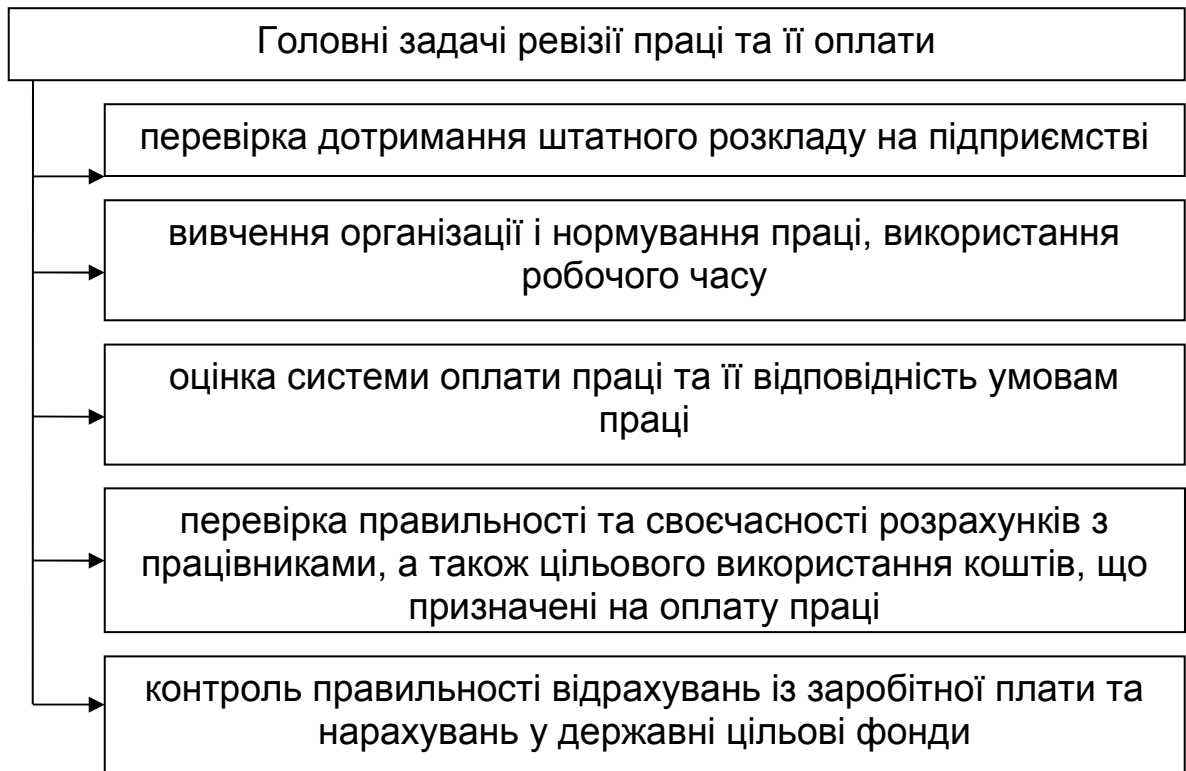 Головні задачі ревізії праці та її оплати
перевірка дотримання штатного розкладу на підприємстві
вивчення організації і нормування праці, використання
робочого часу
оцінка системи оплати праці та її відповідність умовам
праці
перевірка правильності та своєчасності розрахунків з
працівниками, а також цільового використання коштів, що
призначені на оплату праці
контроль правильності відрахувань із заробітної плати та
нарахувань у державні цільові фонди